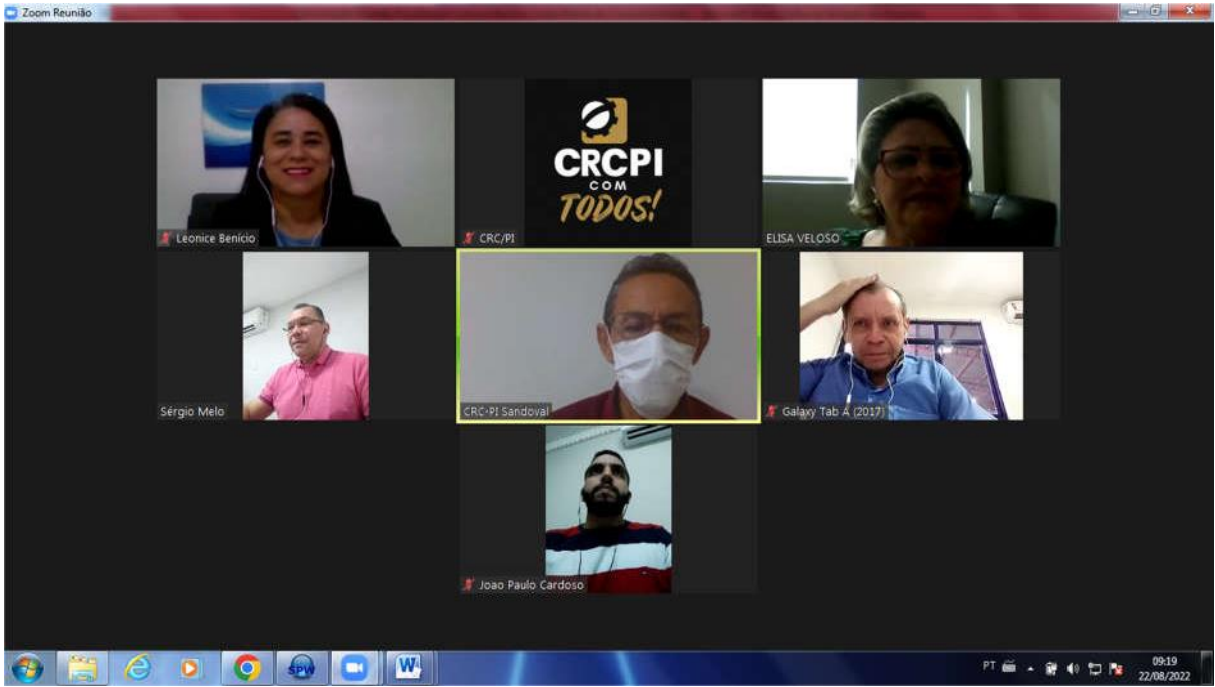 Zoom Reunião
CRCPI
COM
TODOS!
Leonice Benício
CRC/PI
ELISA VELOSO
Sérgio Melo
CRC-PI Sandoval
Galaxy Tab A (2017)
Joao Paulo Cardoso
SPW
W
PT
09:19
22/08/2022